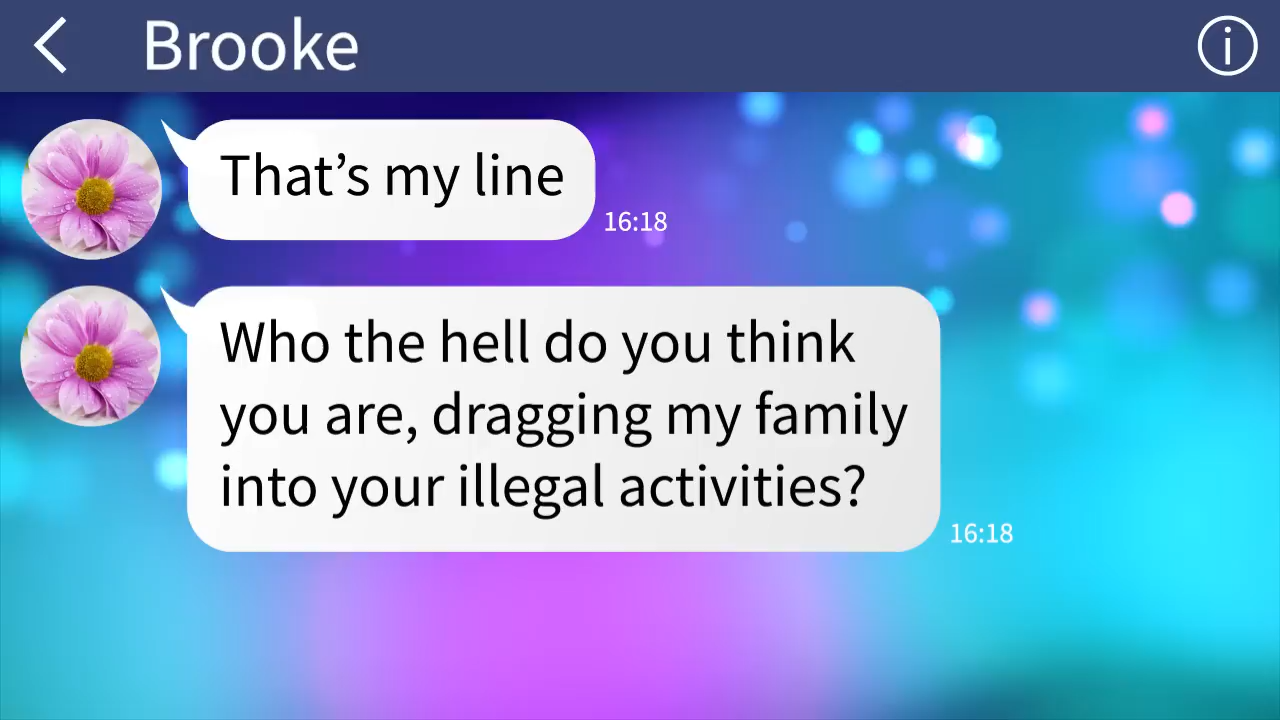 Brooke
That’s my line
16:18
Who the hell do you think
you are, dragging my family
into your illegal activities?
16:18